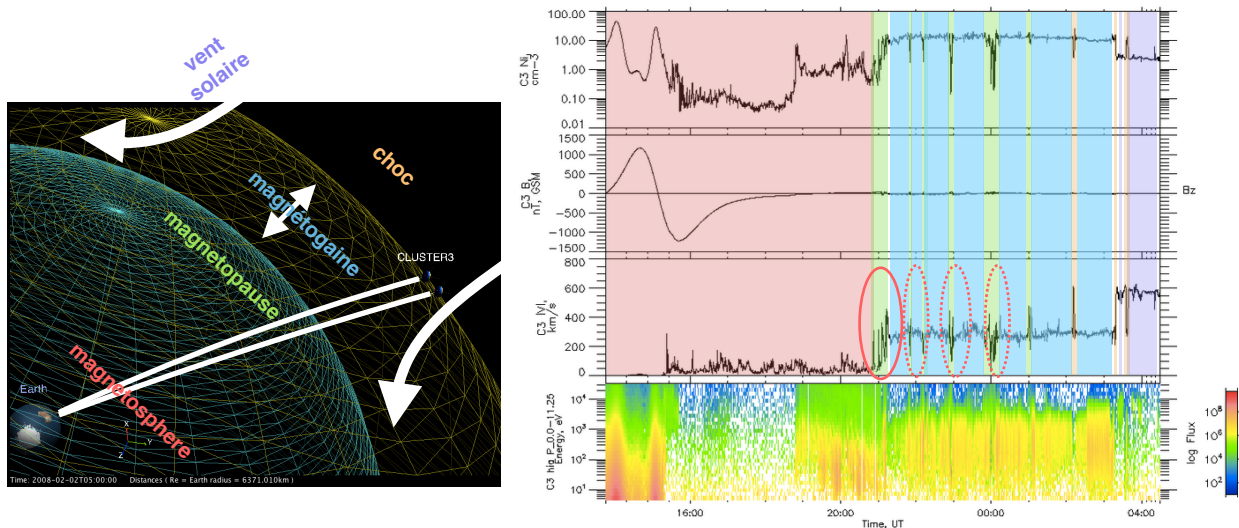 vent
solaire
choc
magnétogaine
magnetopause
CLUSTER3
magnetosphere
Earth
X
Y
Z
Time: 2008-02-02T05:00:00 Distances ( Re = Earth radius = 6371.010km )
100.00
10.00
1.00
0.10
0.01
C3 Ni,
cm-3
1500
1000
500
0
-500
-1000
-1500
C3 B,
nT, GSM
Bz
800
600
400
200
0
C3 |V|,
km/s
10⁴
10³
10²
10¹
C3 hia P_0.0-11.25
Energy, eV
16:00
20:00
00:00
04:00
Time, UT
log Flux
10⁸
10⁶
10⁴
10²